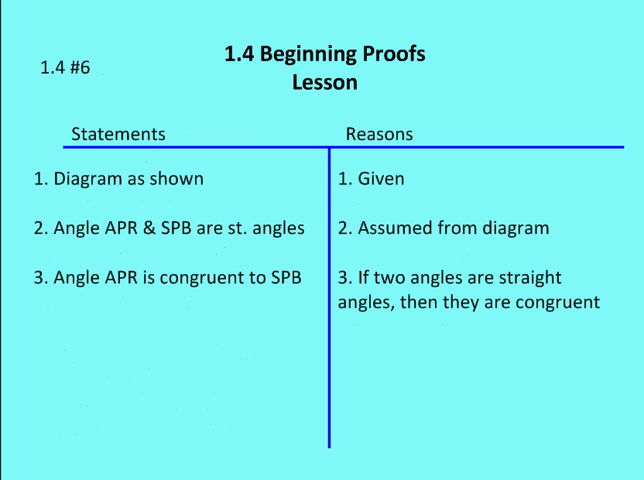 1.4 Beginning Proofs
1.4 #6
Lesson
Statements
Reasons
1. Diagram as shown
1. Given
2. Angle APR & SPB are st. angles
2. Assumed from diagram
3. Angle APR is congruent to SPB
3. If two angles are straight
angles, then they are congruent